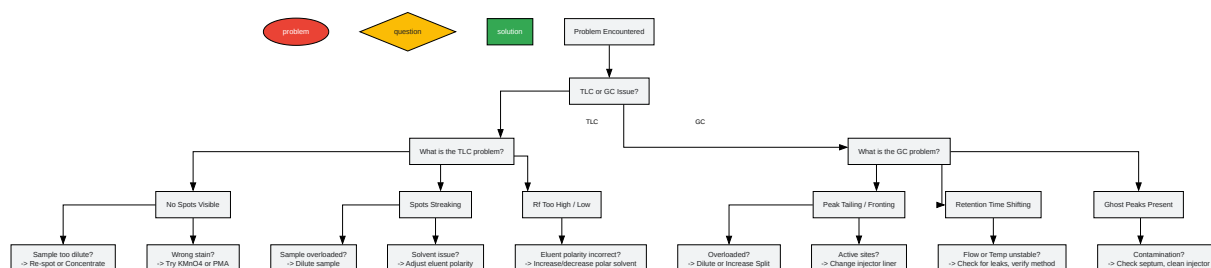 problem
question
solution
Problem Encountered
TLC or GC Issue?
TLC
GC
What is the TLC problem?
What is the GC problem?
No Spots Visible
Spots Streaking
Rf Too High / Low
Peak Tailing / Fronting
Retention Time Shifting
Ghost Peaks Present
Sample too dilute?
-> Re-spot or Concentrate
Wrong stain?
-> Try KMnO4 or PMA
Sample overloaded?
-> Dilute sample
Solvent issue?
-> Adjust eluent polarity
Eluent polarity incorrect?
-> Increase/decrease polar solvent
Overloaded?
-> Dilute or Increase Split
Active sites?
-> Change injector liner
Flow or Temp unstable?
-> Check for leaks, verify method
Contamination?
-> Check septum, clean injector